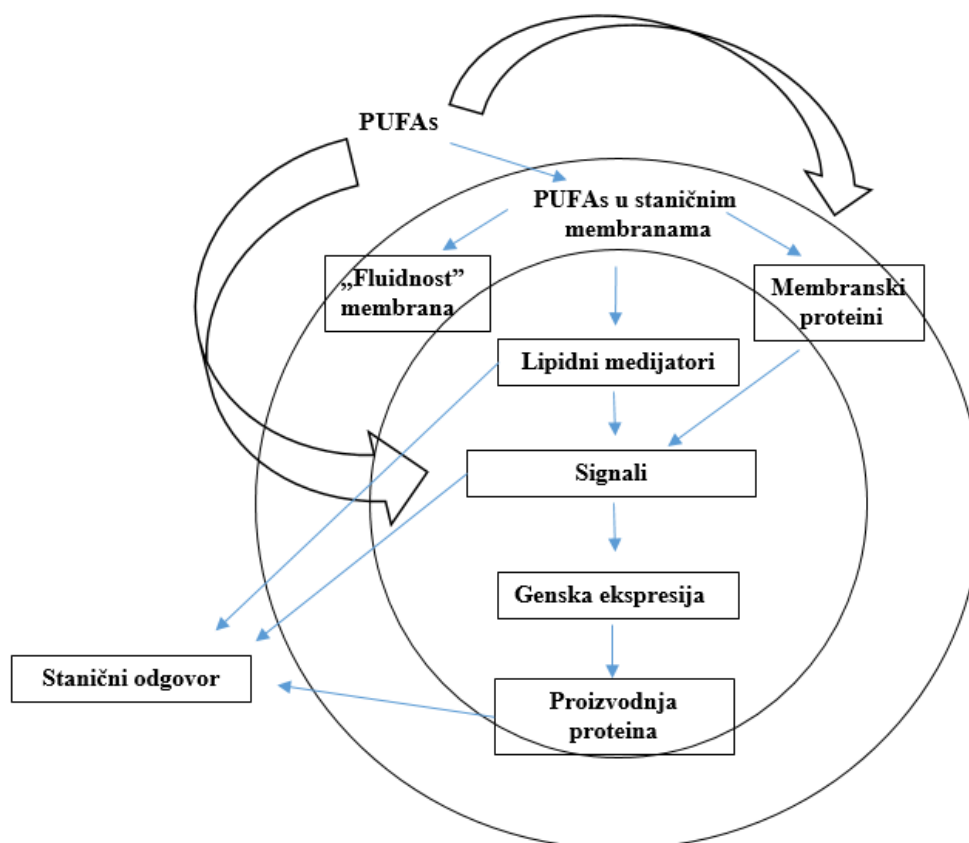 PUFAs
PUFAs u staničnim
membranama
„Fluidnost”
membrana
Membranski
proteini
Lipidni medijatori
Signali
Genska ekspresija
Stanični odgovor
Proizvodnja
proteina